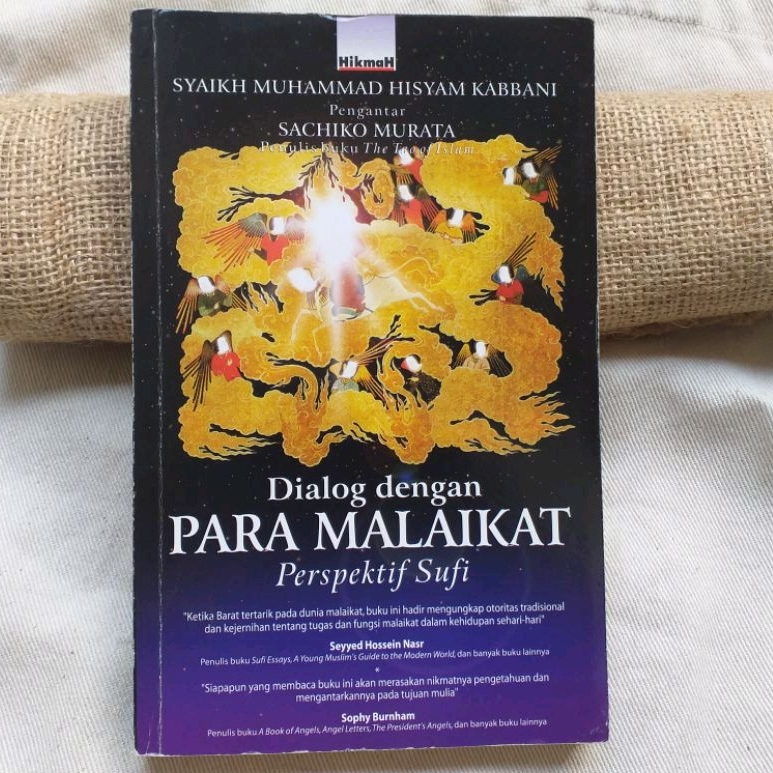 HikmaH
SYAIKH MUHAMMAD HISYAM KABBANI
Pengantar
SACHIKO MURATA
Penulis buku The Tao of Islam
Dialog dengan
PARA MALAIKAT
Perspektif Sufi
"Ketika Barat tertarik pada dunia malaikat, buku ini hadir mengungkap otoritas tradisional
dan kejernihan tentang tugas dan fungsi malaikat dalam kehidupan sehari-hari"
Seyyed Hossein Nasr
Penulis buku Sufi Essays, A Young Muslim's Guide to the Madern World, dan banyak buku lainnya
*
"Siapapun yang membaca buku ini akan merasakan nikmatnya pengetahuan dan
mengantarkannya pada tujuan mulia"
Sophy Burnham
Penulis buku A Book of Angels, Angel Letters, The President's Angels, dan banyak buku lainnya